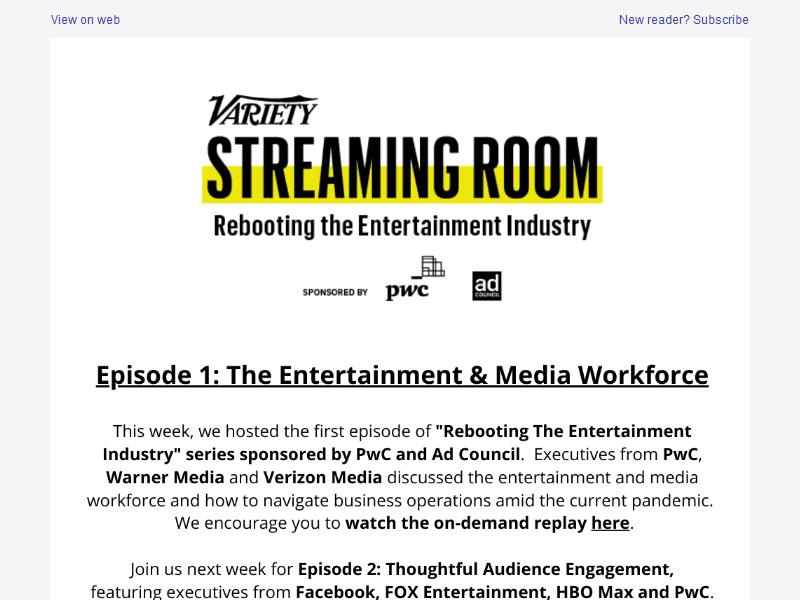 View on web
New reader? Subscribe
VARIETY
STREAMING ROOM
Rebooting the Entertainment Industry
SPONSORED BY pwc ad COUNCIL
Episode 1: The Entertainment & Media Workforce
This week, we hosted the first episode of "Rebooting The Entertainment
Industry" series sponsored by PwC and Ad Council. Executives from PwC,
Warner Media and Verizon Media discussed the entertainment and media
workforce and how to navigate business operations amid the current pandemic.
We encourage you to watch the on-demand replay here.
Join us next week for Episode 2: Thoughtful Audience Engagement,
featuring executives from Facebook, FOX Entertainment, HBO Max and PwC.